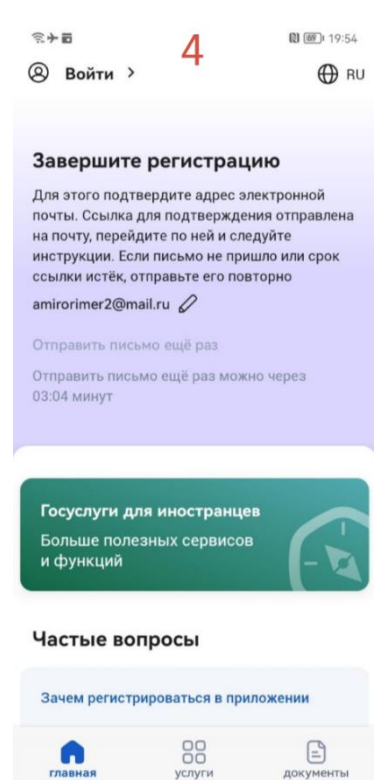 19:54
4
Войти >
RU
Завершите регистрацию
Для этого подтвердите адрес электронной
почты. Ссылка для подтверждения отправлена
на почту, перейдите по ней и следуйте
инструкции. Если письмо не пришло или срок
ссылки истёк, отправьте его повторно
amirorimer2@mail.ru
Отправить письмо ещё раз
Отправить письмо ещё раз можно через
03:04 минут
Госуслуги для иностранцев
Больше полезных сервисов
и функций
Частые вопросы
Зачем регистрироваться в приложении
главная
услуги
документы